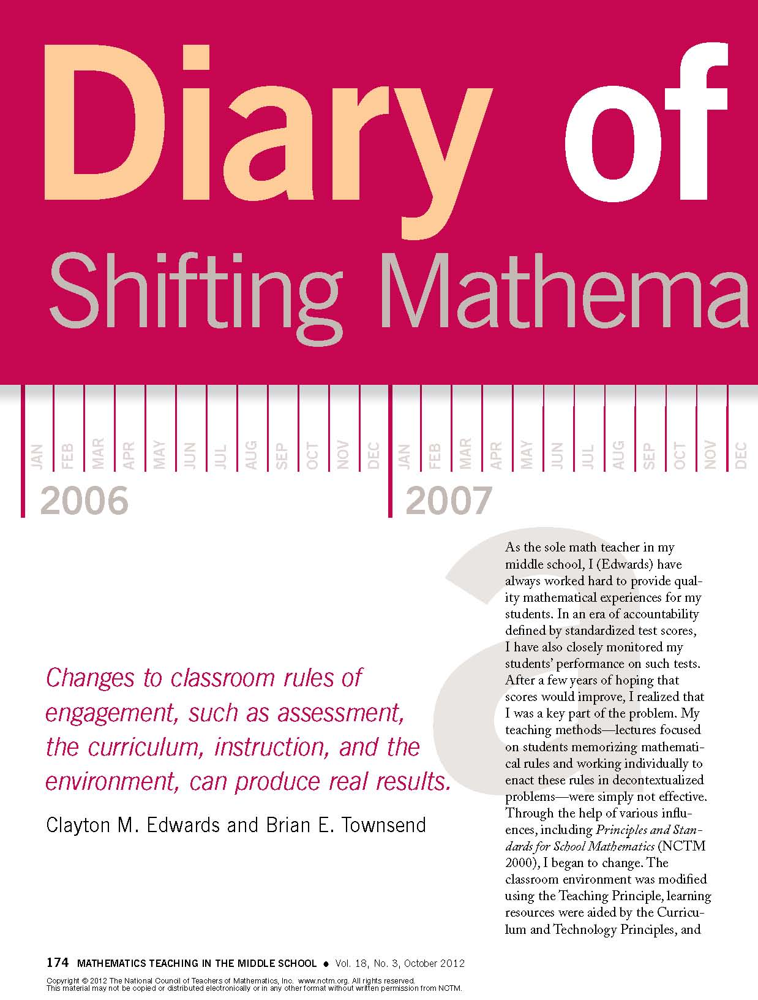 Diary of
Shifting Mathema
JAN FEB MAR APR MAY JUN JUL AUG SEP OCT NOV DEC JAN FEB MAR APR MAY JUN JUL AUG SEP OCT NOV DEC
2006 2007
Changes to classroom rules of
engagement, such as assessment,
the curriculum, instruction, and the
environment, can produce real results.
Clayton M. Edwards and Brian E. Townsend
a
As the sole math teacher in my
middle school, I (Edwards) have
always worked hard to provide qual-
ity mathematical experiences for my
students. In an era of accountability
defined by standardized test scores,
I have also closely monitored my
students’ performance on such tests.
After a few years of hoping that
scores would improve, I realized that
I was a key part of the problem. My
teaching methods—lectures focused
on students memorizing mathemati-
cal rules and working individually to
enact these rules in decontextualized
problems—were simply not effective.
Through the help of various influ-
ences, including Principles and Stan-
dards for School Mathematics (NCTM
2000), I began to change. The
classroom environment was modified
using the Teaching Principle, learning
resources were aided by the Curricu-
lum and Technology Principles, and
174 MATHEMATICS TEACHING IN THE MIDDLE SCHOOL ● Vol. 18, No. 3, October 2012
Copyright © 2012 The National Council of Teachers of Mathematics, Inc. www.nctm.org. All rights reserved.
This material may not be copied or distributed electronically or in any other format without written permission from NCTM.